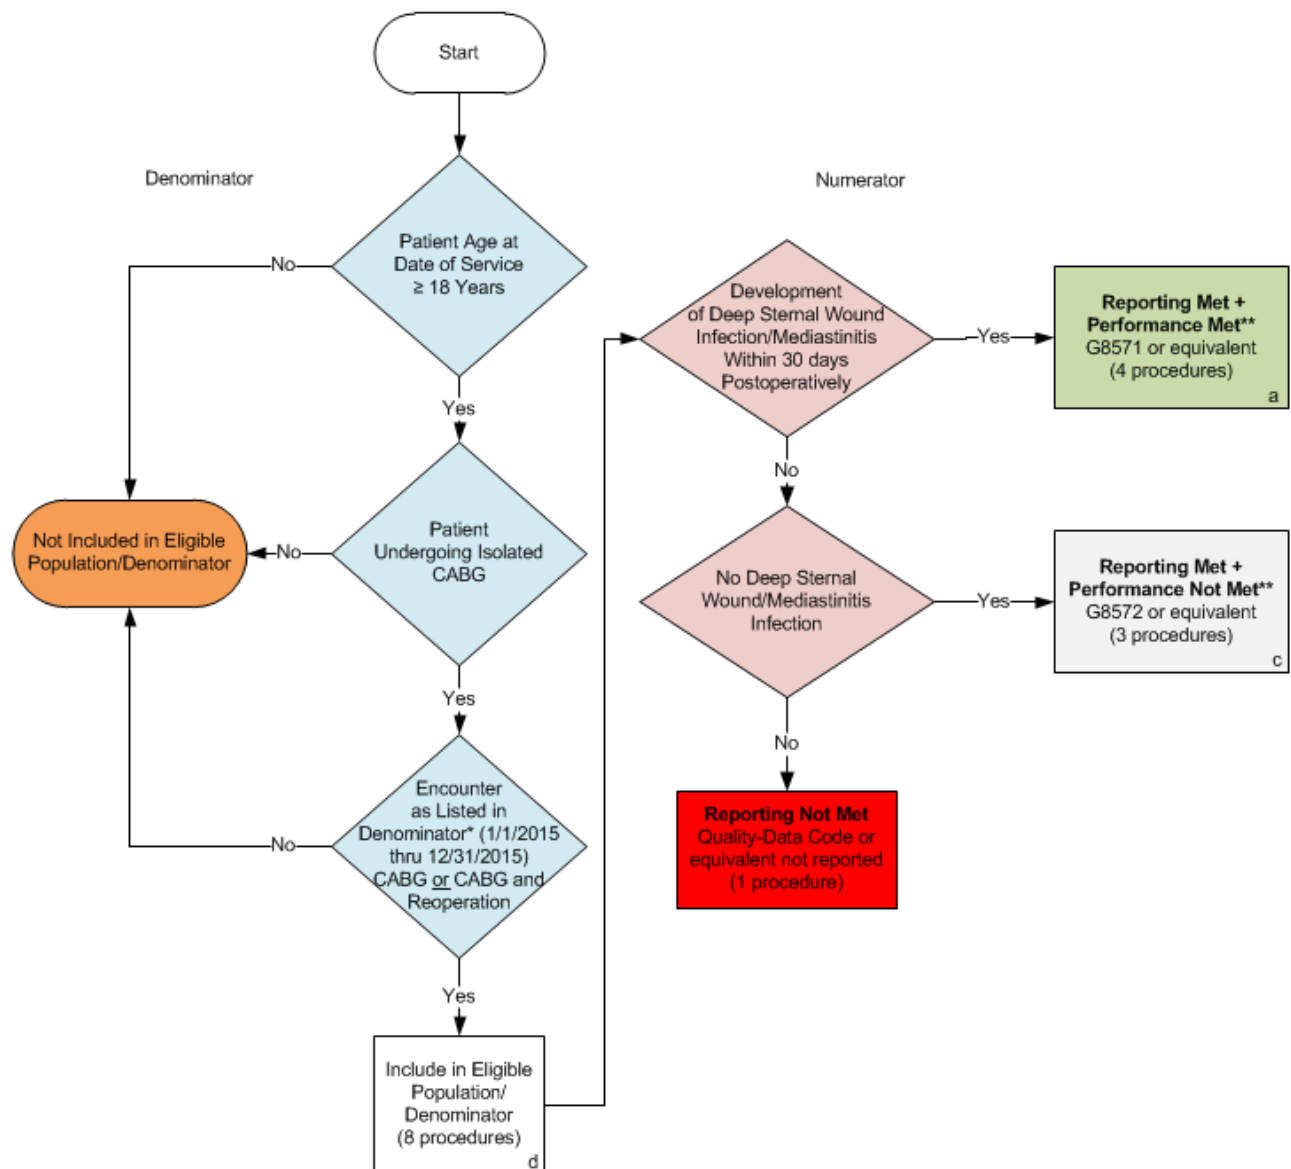 Start
Denominator
Numerator
Patient Age at
Date of Service
≥ 18 Years
No
Yes
Patient
Undergoing Isolated
CABG
No
Not Included in Eligible
Population/Denominator
Yes
Encounter
as Listed in
Denominator* (1/1/2015
thru 12/31/2015)
CABG or CABG and
Reoperation
No
Yes
Include in Eligible
Population/
Denominator
(8 procedures)
d
Development
of Deep Sternal Wound
Infection/Mediastinitis
Within 30 days
Postoperatively
Yes
Reporting Met +
Performance Met**
G8571 or equivalent
(4 procedures)
a
No
No Deep Sternal
Wound/Mediastinitis
Infection
Yes
Reporting Met +
Performance Not Met**
G8572 or equivalent
(3 procedures)
c
No
Reporting Not Met
Quality-Data Code or
equivalent not reported
(1 procedure)